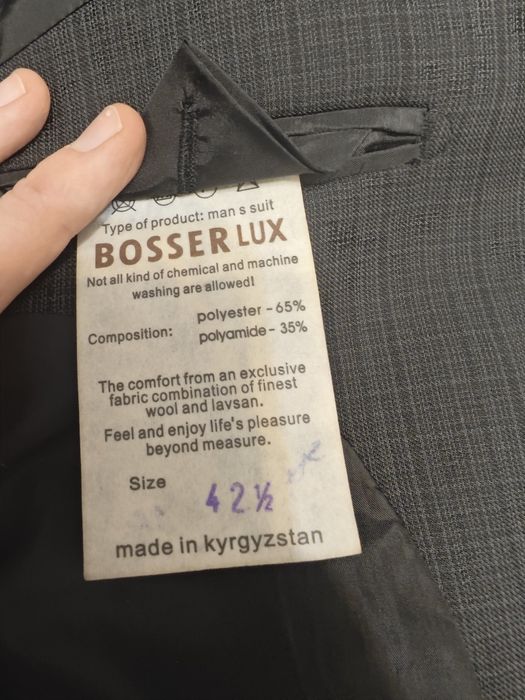 Type of product: man s suit
BOSSER LUX
Not all kind of chemical and machine
washing are allowed!
Composition: polyester - 65%
polyamide - 35%
The comfort from an exclusive
fabric combination of finest
wool and lavsan.
Feel and enjoy life's pleasure
beyond measure.
Size
42 ½
made in kyrgyzstan